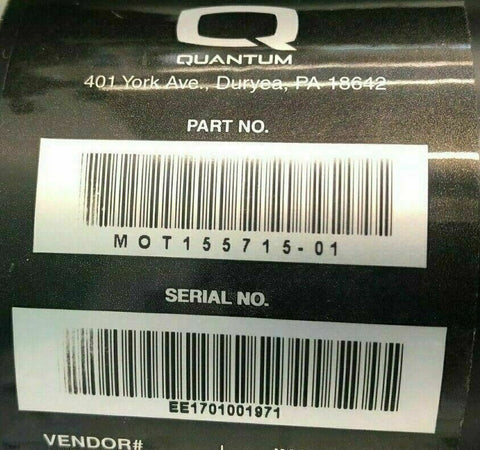 QUANTUM
401 York Ave., Duryea, PA 18642
PART NO.
MOT155715-01
SERIAL NO.
EE1701001971
VENDOR#